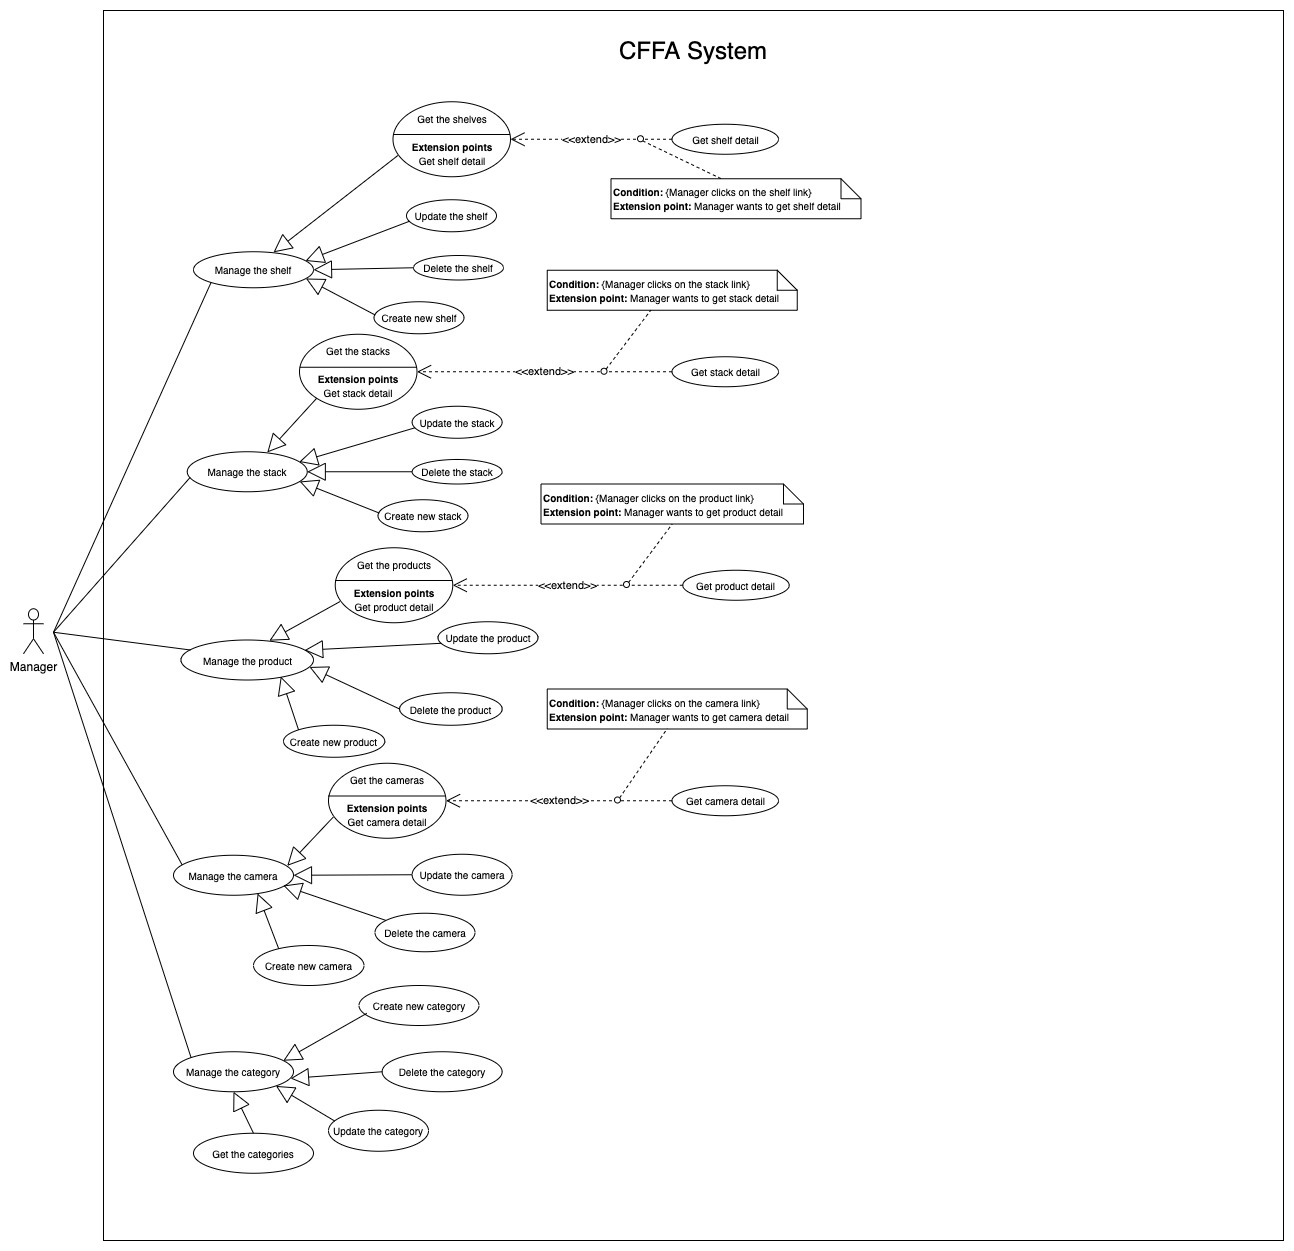 CFFA System
Get the shelves
Extension points
Get shelf detail
<<extend>>
Get shelf detail
Condition: {Manager clicks on the shelf link}
Extension point: Manager wants to get shelf detail
Update the shelf
Manage the shelf
Delete the shelf
Create new shelf
Condition: {Manager clicks on the stack link}
Extension point: Manager wants to get stack detail
Get the stacks
Extension points
Get stack detail
<<extend>>
Get stack detail
Update the stack
Manage the stack
Delete the stack
Create new stack
Condition: {Manager clicks on the product link}
Extension point: Manager wants to get product detail
Get the products
Extension points
Get product detail
<<extend>>
Get product detail
Manager
Update the product
Manage the product
Delete the product
Create new product
Condition: {Manager clicks on the camera link}
Extension point: Manager wants to get camera detail
Get the cameras
Extension points
Get camera detail
<<extend>>
Get camera detail
Manage the camera
Update the camera
Delete the camera
Create new camera
Create new category
Manage the category
Delete the category
Update the category
Get the categories